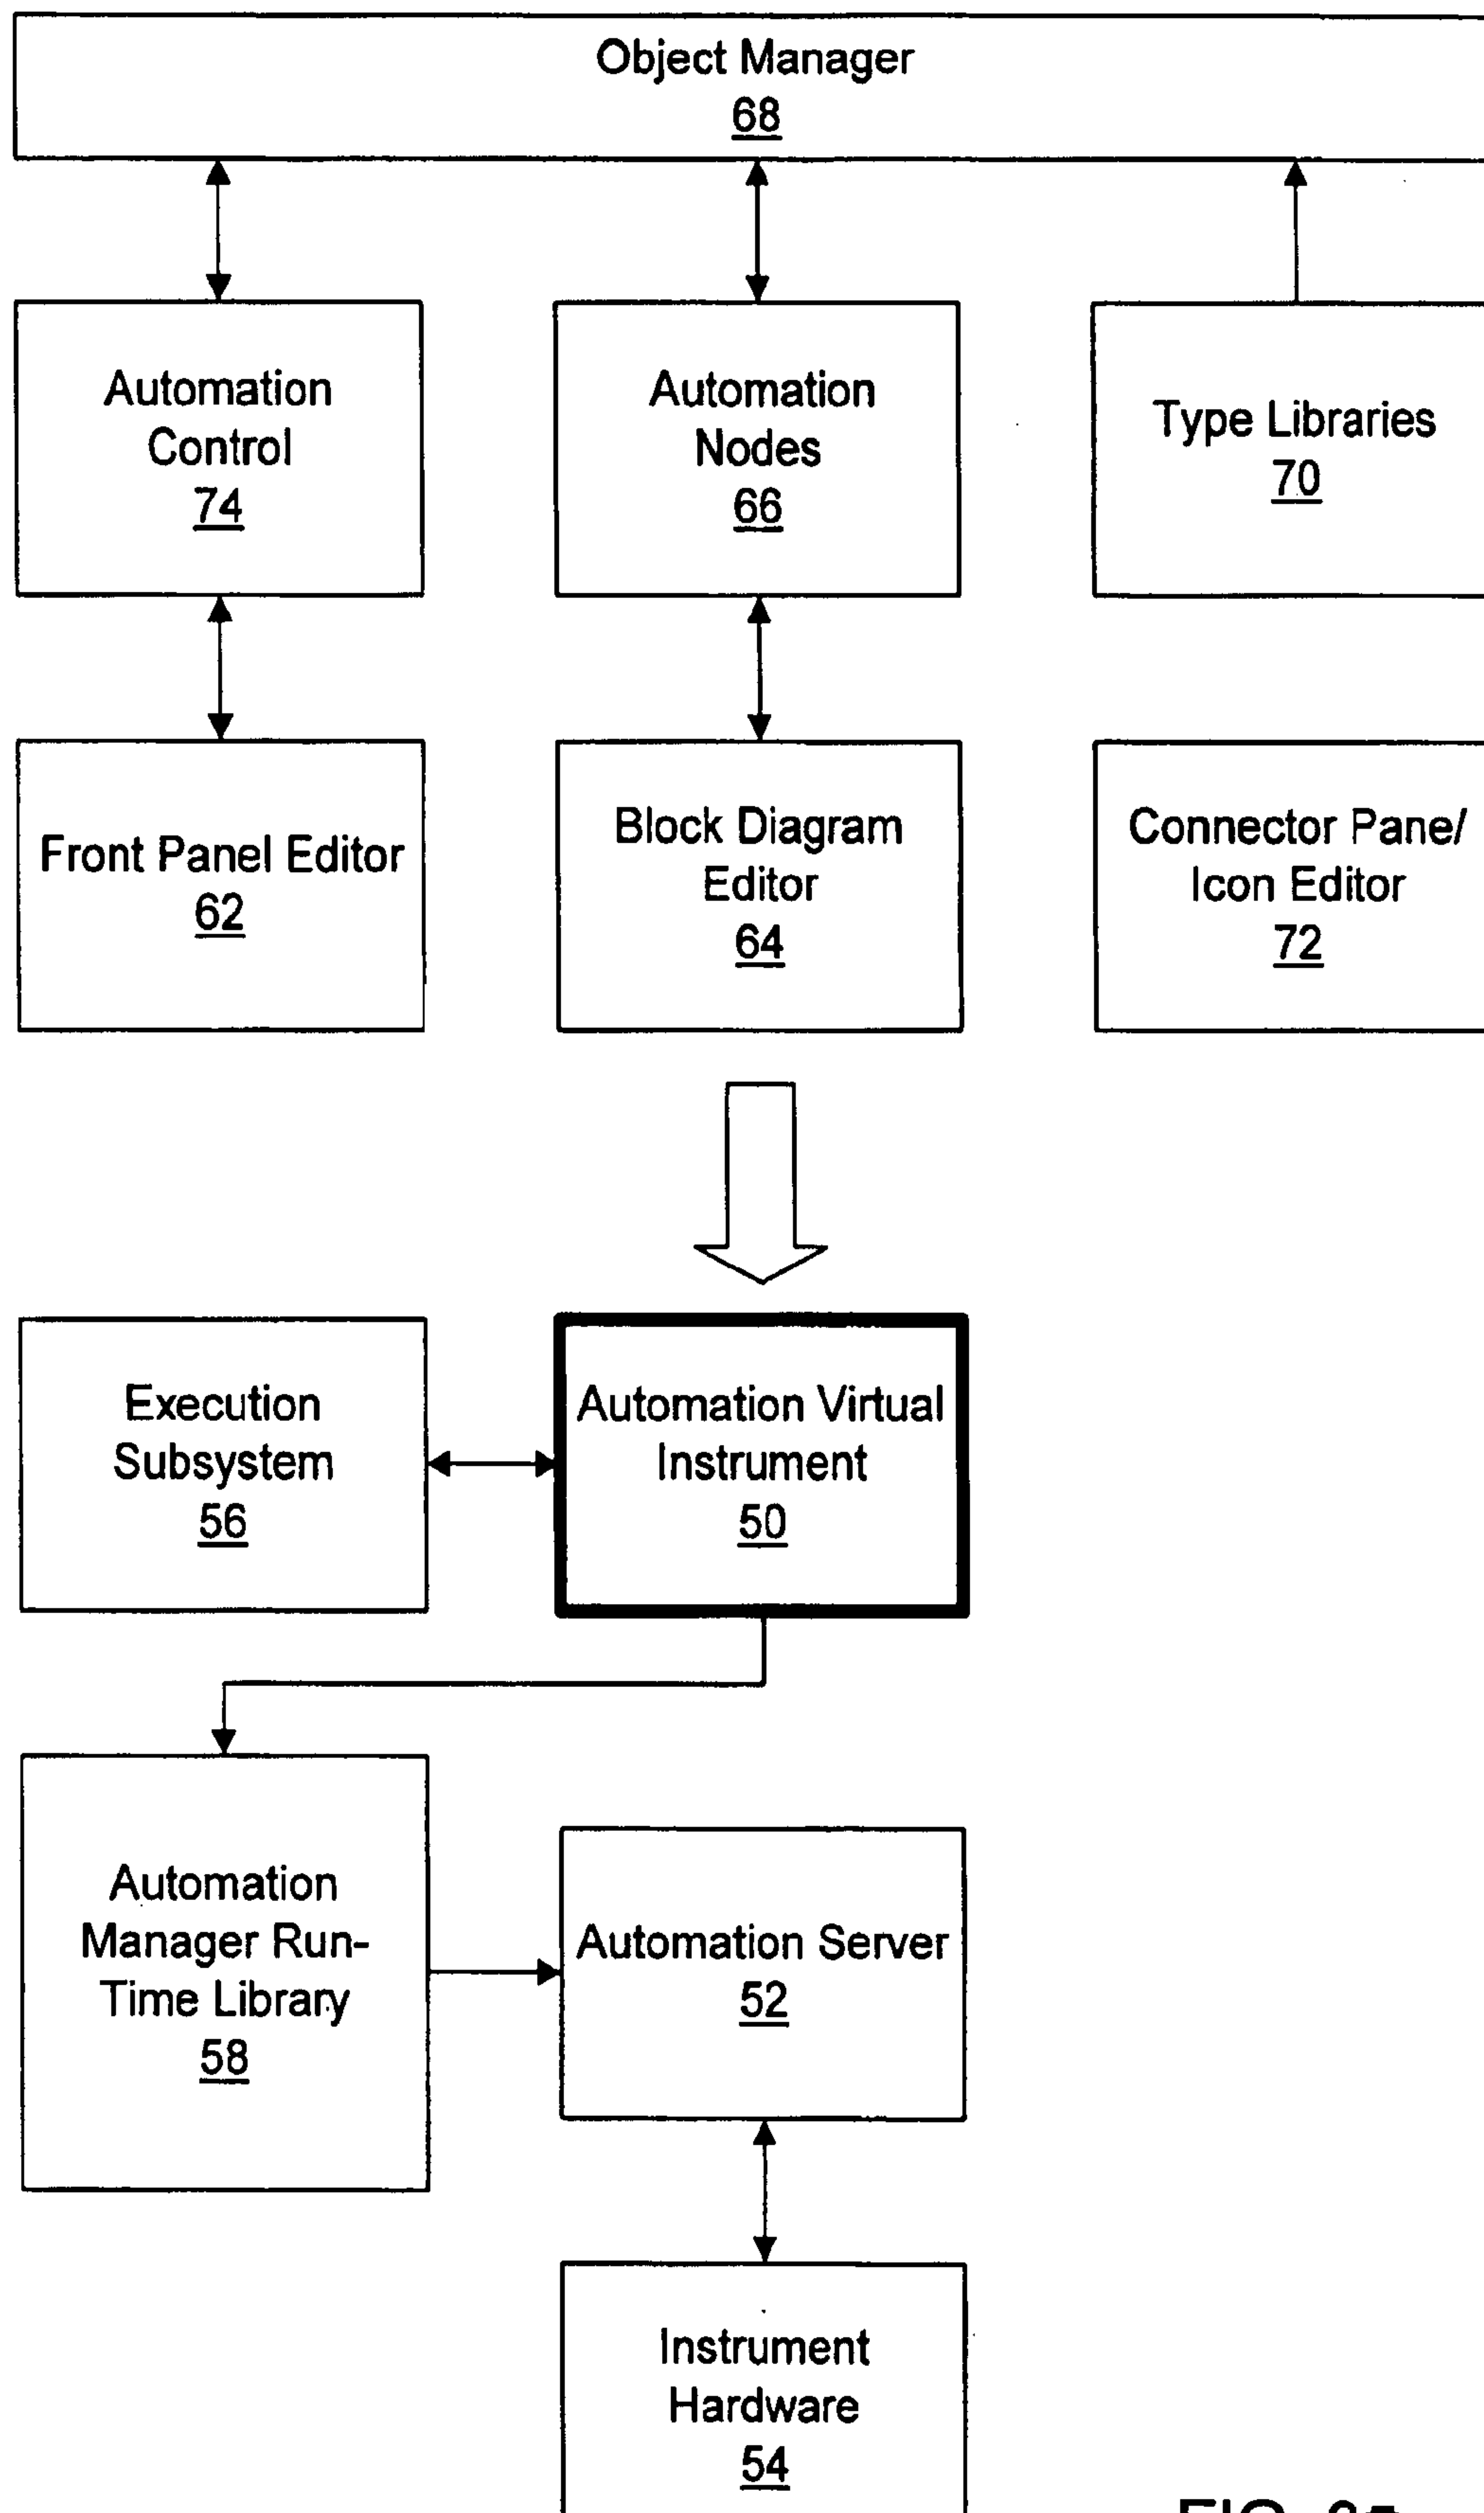 Object Manager
68
Automation
Control
74
Automation
Nodes
66
Type Libraries
70
Front Panel Editor
62
Block Diagram
Editor
64
Connector Pane/
Icon Editor
72
Execution
Subsystem
56
Automation Virtual
Instrument
50
Automation
Manager Run-
Time Library
58
Automation Server
52
Instrument
Hardware
54